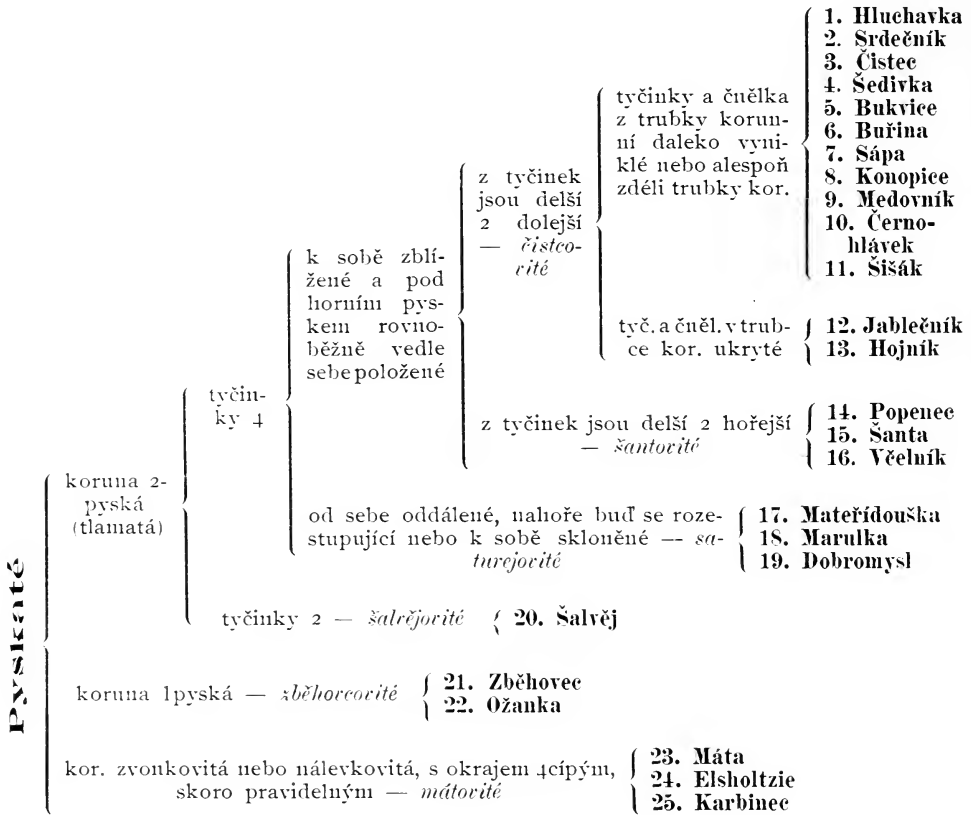 Pyskaté
koruna 2-
pyská
(tlamatá)
tyčin-
ky 4
k sobě zblí-
žené a pod
horním pys-
kem rovno-
běžně vedle
sebe položené
z tyčinek
jsou delší
2 dolejší
— čistco-
vité
tyčinky a čnělka
z trubky korun-
ní daleko vyni-
klé nebo alespoň
zdéli trubky kor.
1. Hluchavka
2. Srdečník
3. Čistec
4. Šedivka
5. Bukvice
6. Buřina
7. Sápa
8. Konopice
9. Medovník
10. Černo-
hlávek
11. Šišák
tyč. a čněl. v trub-
ce kor. ukryté
12. Jablečník
13. Hojník
z tyčinek jsou delší 2 hořejší
— šantovité
14. Popenec
15. Šanta
16. Včelník
od sebe oddálené, nahoře buď se roze-
stupující nebo k sobě skloněné — sa-
turejovité
17. Mateřídouška
18. Marulka
19. Dobromysl
tyčinky 2 — šalvějovité
20. Šalvěj
koruna 1pyská — zběhovcovité
21. Zběhovec
22. Ožanka
kor. zvonkovitá nebo nálevkovitá, s okrajem 4cípým,
skoro pravidelným — mátovité
23. Máta
24. Elsholtzie
25. Karbinec